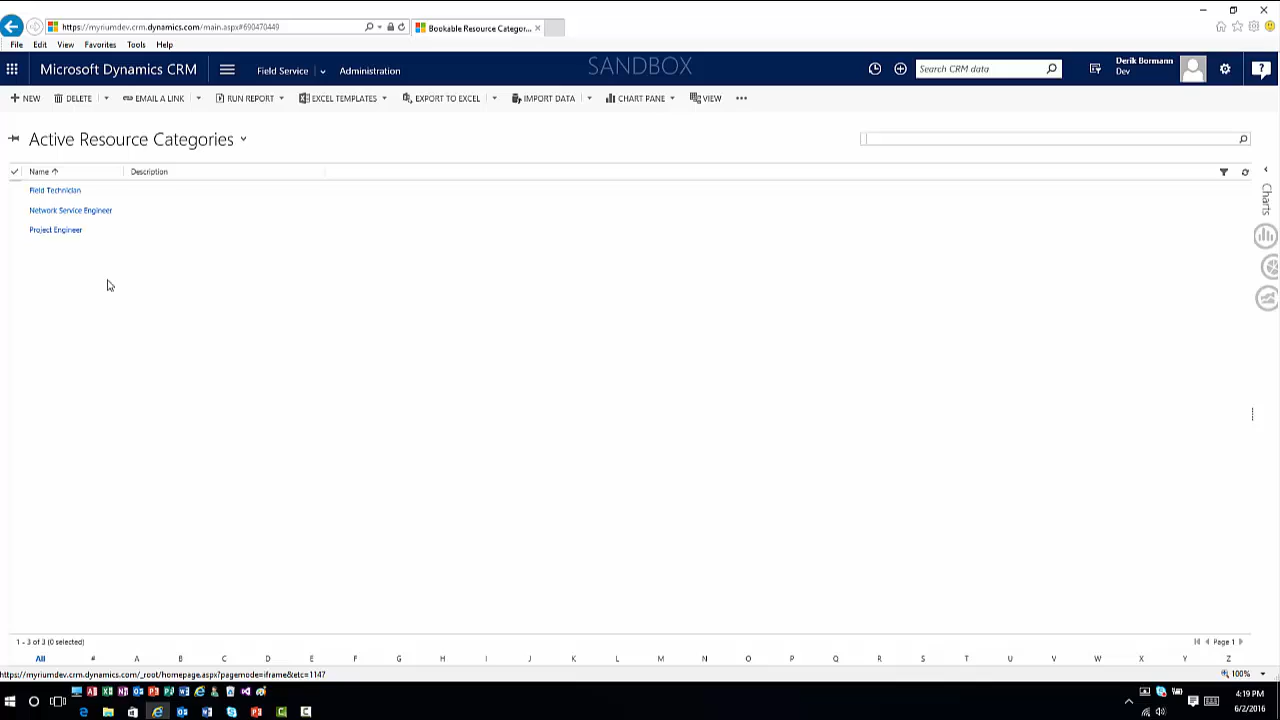 https://myriumdev.crm.dynamics.com/main.aspx#690470449
Bookable Resource Categor...
File Edit View Favorites Tools Help
Microsoft Dynamics CRM
Field Service
Administration
SANDBOX
Search CRM data
Derik Bormann
Dev
NEW
DELETE
EMAIL A LINK
RUN REPORT
EXCEL TEMPLATES
EXPORT TO EXCEL
IMPORT DATA
CHART PANE
VIEW
Active Resource Categories
Name
Description
Field Technician
Network Service Engineer
Project Engineer
Charts
1 - 3 of 3 (0 selected)
Page 1
All # A B C D E F G H I J K L M N O P Q R S T U V W X Y Z
https://myriumdev.crm.dynamics.com/_root/homepage.aspx?pagemode=iframe&etc=1147
100%
4:19 PM
6/2/2016